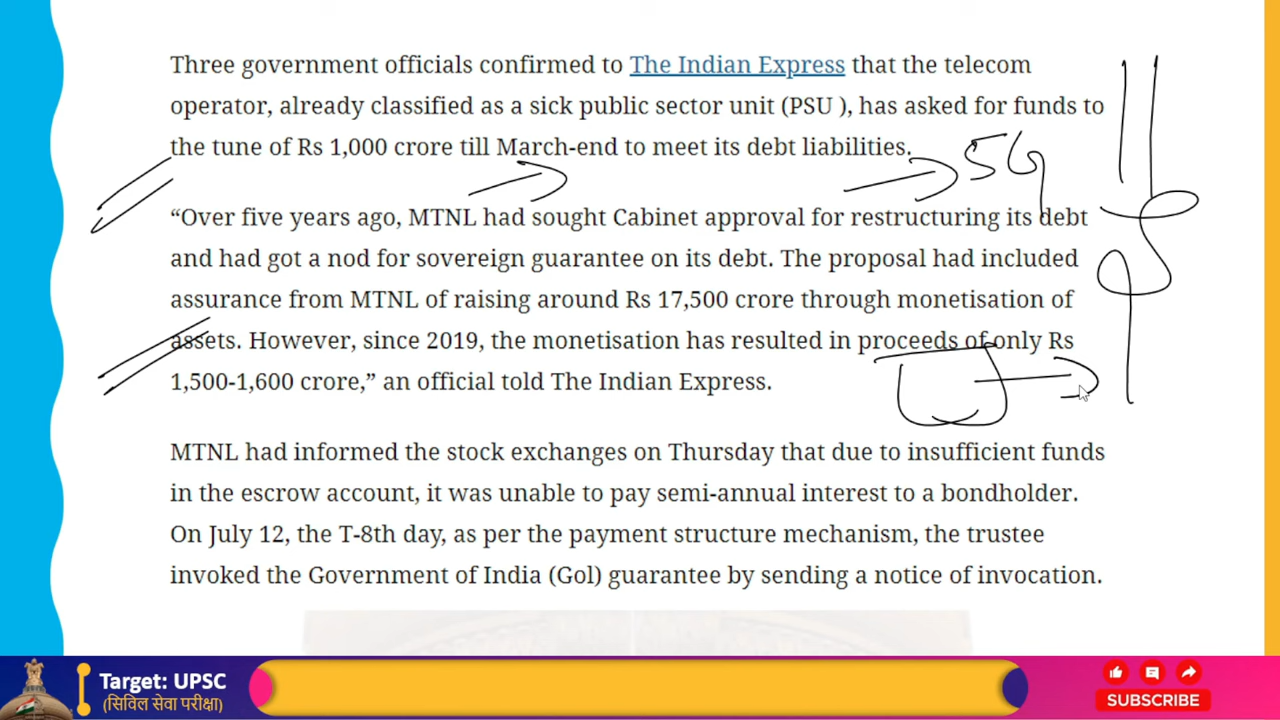 Three government officials confirmed to The Indian Express that the telecom
operator, already classified as a sick public sector unit (PSU ), has asked for funds to
the tune of Rs 1,000 crore till March-end to meet its debt liabilities.
5G
“Over five years ago, MTNL had sought Cabinet approval for restructuring its debt
and had got a nod for sovereign guarantee on its debt. The proposal had included
assurance from MTNL of raising around Rs 17,500 crore through monetisation of
assets. However, since 2019, the monetisation has resulted in proceeds of only Rs
1,500-1,600 crore,” an official told The Indian Express.
MTNL had informed the stock exchanges on Thursday that due to insufficient funds
in the escrow account, it was unable to pay semi-annual interest to a bondholder.
On July 12, the T-8th day, as per the payment structure mechanism, the trustee
invoked the Government of India (GoI) guarantee by sending a notice of invocation.
Target: UPSC
(सिविल सेवा परीक्षा)
SUBSCRIBE